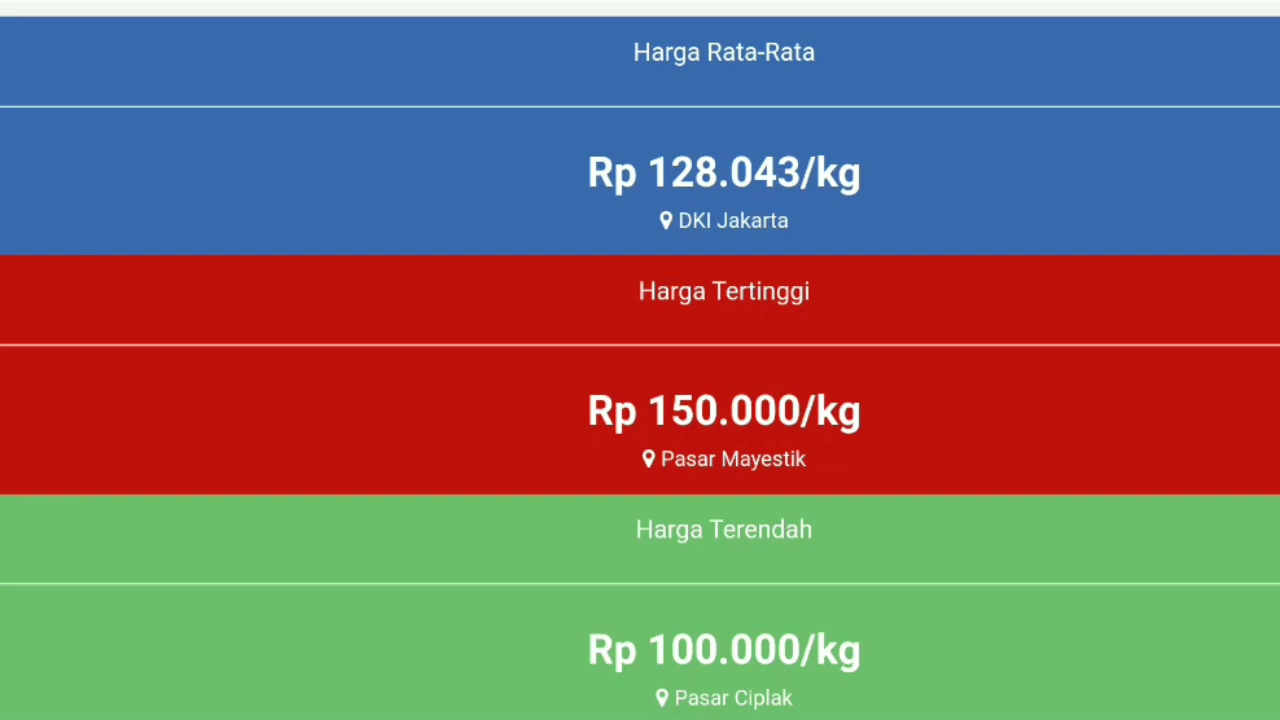 Harga Rata-Rata
Rp 128.043/kg
DKI Jakarta
Harga Tertinggi
Rp 150.000/kg
Pasar Mayestik
Harga Terendah
Rp 100.000/kg
Pasar Ciplak